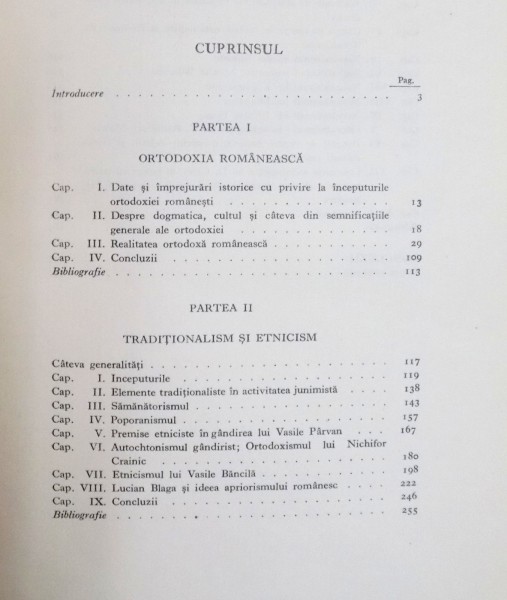 CUPRINSUL
Pag.
Introducere . . . . . . . . . . . . . . . . . . . . . . . 3
PARTEA I
ORTODOXIA ROMÂNEASCĂ
Cap. I. Date și împrejurări istorice cu privire la începuturile
ortodoxiei românești . . . . . . . . . . . . . . 13
Cap. II. Despre dogmatica, cultul și câteva din semnificațiile
generale ale ortodoxiei . . . . . . . . . . . . . 18
Cap. III. Realitatea ortodoxă românească . . . . . . . . . . 29
Cap. IV. Concluzii . . . . . . . . . . . . . . . . . . . 109
Bibliografie . . . . . . . . . . . . . . . . . . . . . . 113
PARTEA II
TRADIȚIONALISM ȘI ETNICISM
Câteva generalități . . . . . . . . . . . . . . . . . . . 117
Cap. I. Inceputurile . . . . . . . . . . . . . . . . . . 119
Cap. II. Elemente tradiționaliste în activitatea junimistă . . . . 138
Cap. III. Sămănătorismul . . . . . . . . . . . . . . . . 143
Cap. IV. Poporanismul . . . . . . . . . . . . . . . . . 157
Cap. V. Premise etniciste în gândirea lui Vasile Pârvan . . . 167
Cap. VI. Autochtonismul gândirist; Ortodoxismul lui Nichifor
Crainic . . . . . . . . . . . . . . . . . . . 180
Cap. VII. Etnicismul lui Vasile Băncilă . . . . . . . . . . 198
Cap. VIII. Lucian Blaga și ideea apriorismului românesc . . . . 222
Cap. IX. Concluzii . . . . . . . . . . . . . . . . . . . 246
Bibliografie . . . . . . . . . . . . . . . . . . . . . . 255